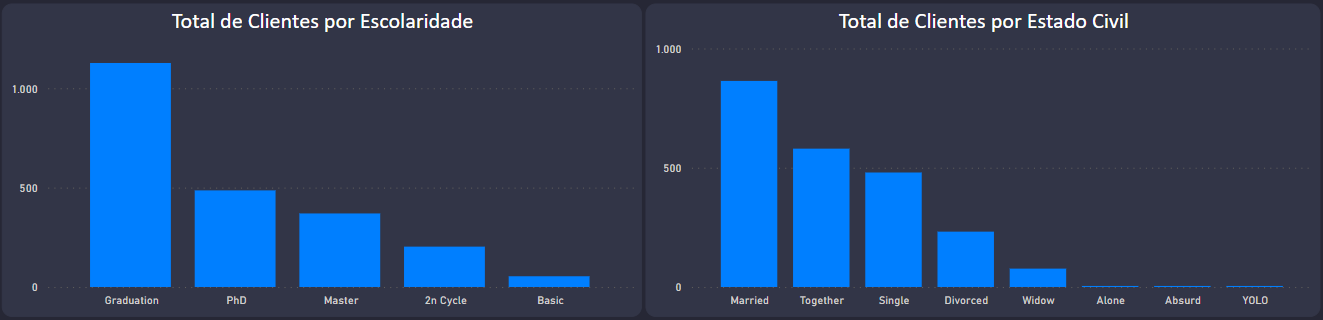 Total de Clientes por Escolaridade
1.000
500
0
Graduation PhD Master 2n Cycle Basic
Total de Clientes por Estado Civil
1.000
500
0
Married Together Single Divorced Widow Alone Absurd YOLO